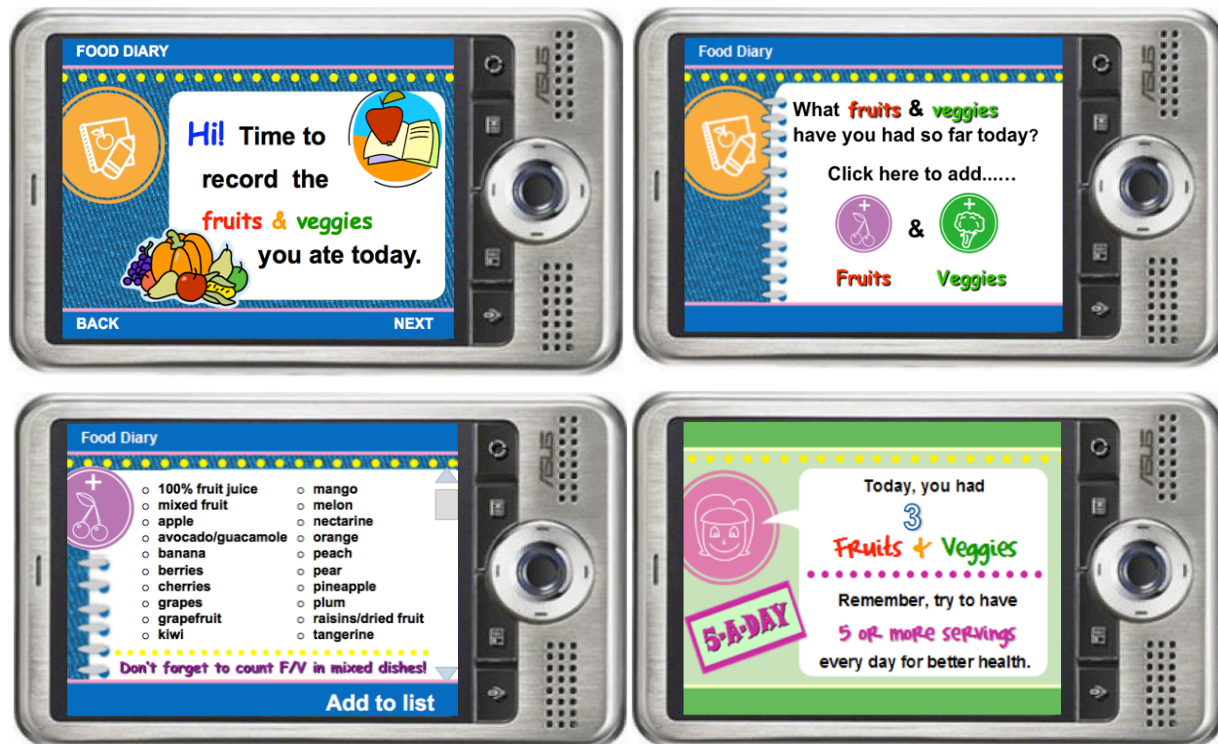 FOOD DIARY
Hi! Time to
record the
fruits & veggies
you ate today.
BACK NEXT
ASUS
Food Diary
What fruits & veggies
have you had so far today?
Click here to add......
+ & +
Fruits Veggies
ASUS
Food Diary
+
o 100% fruit juice
o mixed fruit
o apple
o avocado/guacamole
o banana
o berries
o cherries
o grapes
o grapefruit
o kiwi
o mango
o melon
o nectarine
o orange
o peach
o pear
o pineapple
o plum
o raisins/dried fruit
o tangerine
Don't forget to count F/V in mixed dishes!
Add to list
ASUS
Today, you had
3
Fruits + Veggies
5-A-DAY
Remember, try to have
5 or more servings
every day for better health.
ASUS